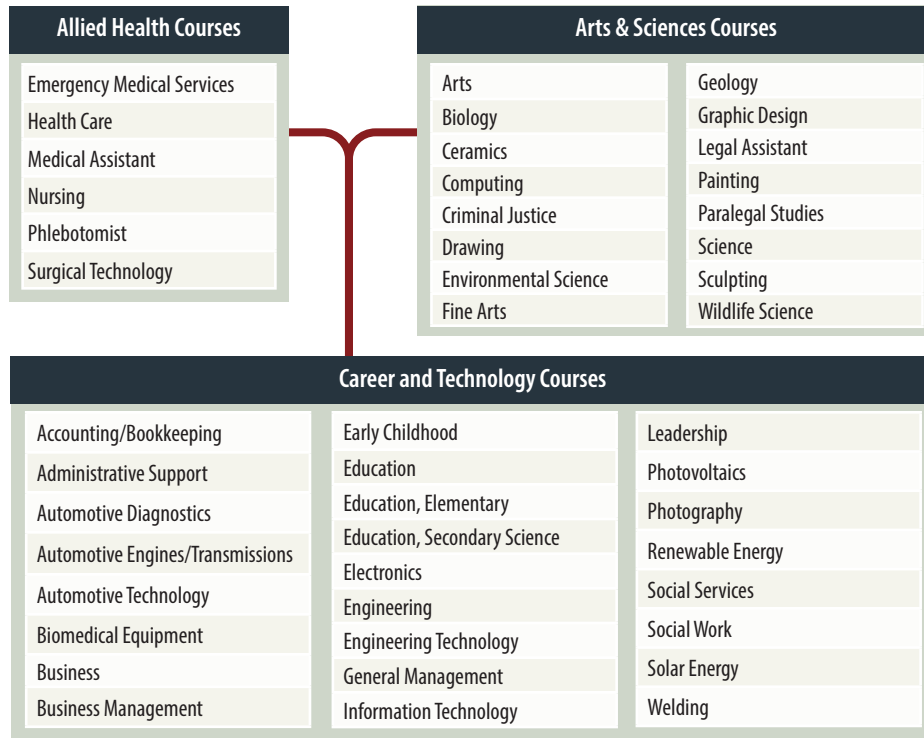 Allied Health Courses
Emergency Medical Services
Health Care
Medical Assistant
Nursing
Phlebotomist
Surgical Technology
Arts & Sciences Courses
Arts
Biology
Ceramics
Computing
Criminal Justice
Drawing
Environmental Science
Fine Arts
Geology
Graphic Design
Legal Assistant
Painting
Paralegal Studies
Science
Sculpting
Wildlife Science
Career and Technology Courses
Accounting/Bookkeeping
Administrative Support
Automotive Diagnostics
Automotive Engines/Transmissions
Automotive Technology
Biomedical Equipment
Business
Business Management
Early Childhood
Education
Education, Elementary
Education, Secondary Science
Electronics
Engineering
Engineering Technology
General Management
Information Technology
Leadership
Photovoltaics
Photography
Renewable Energy
Social Services
Social Work
Solar Energy
Welding